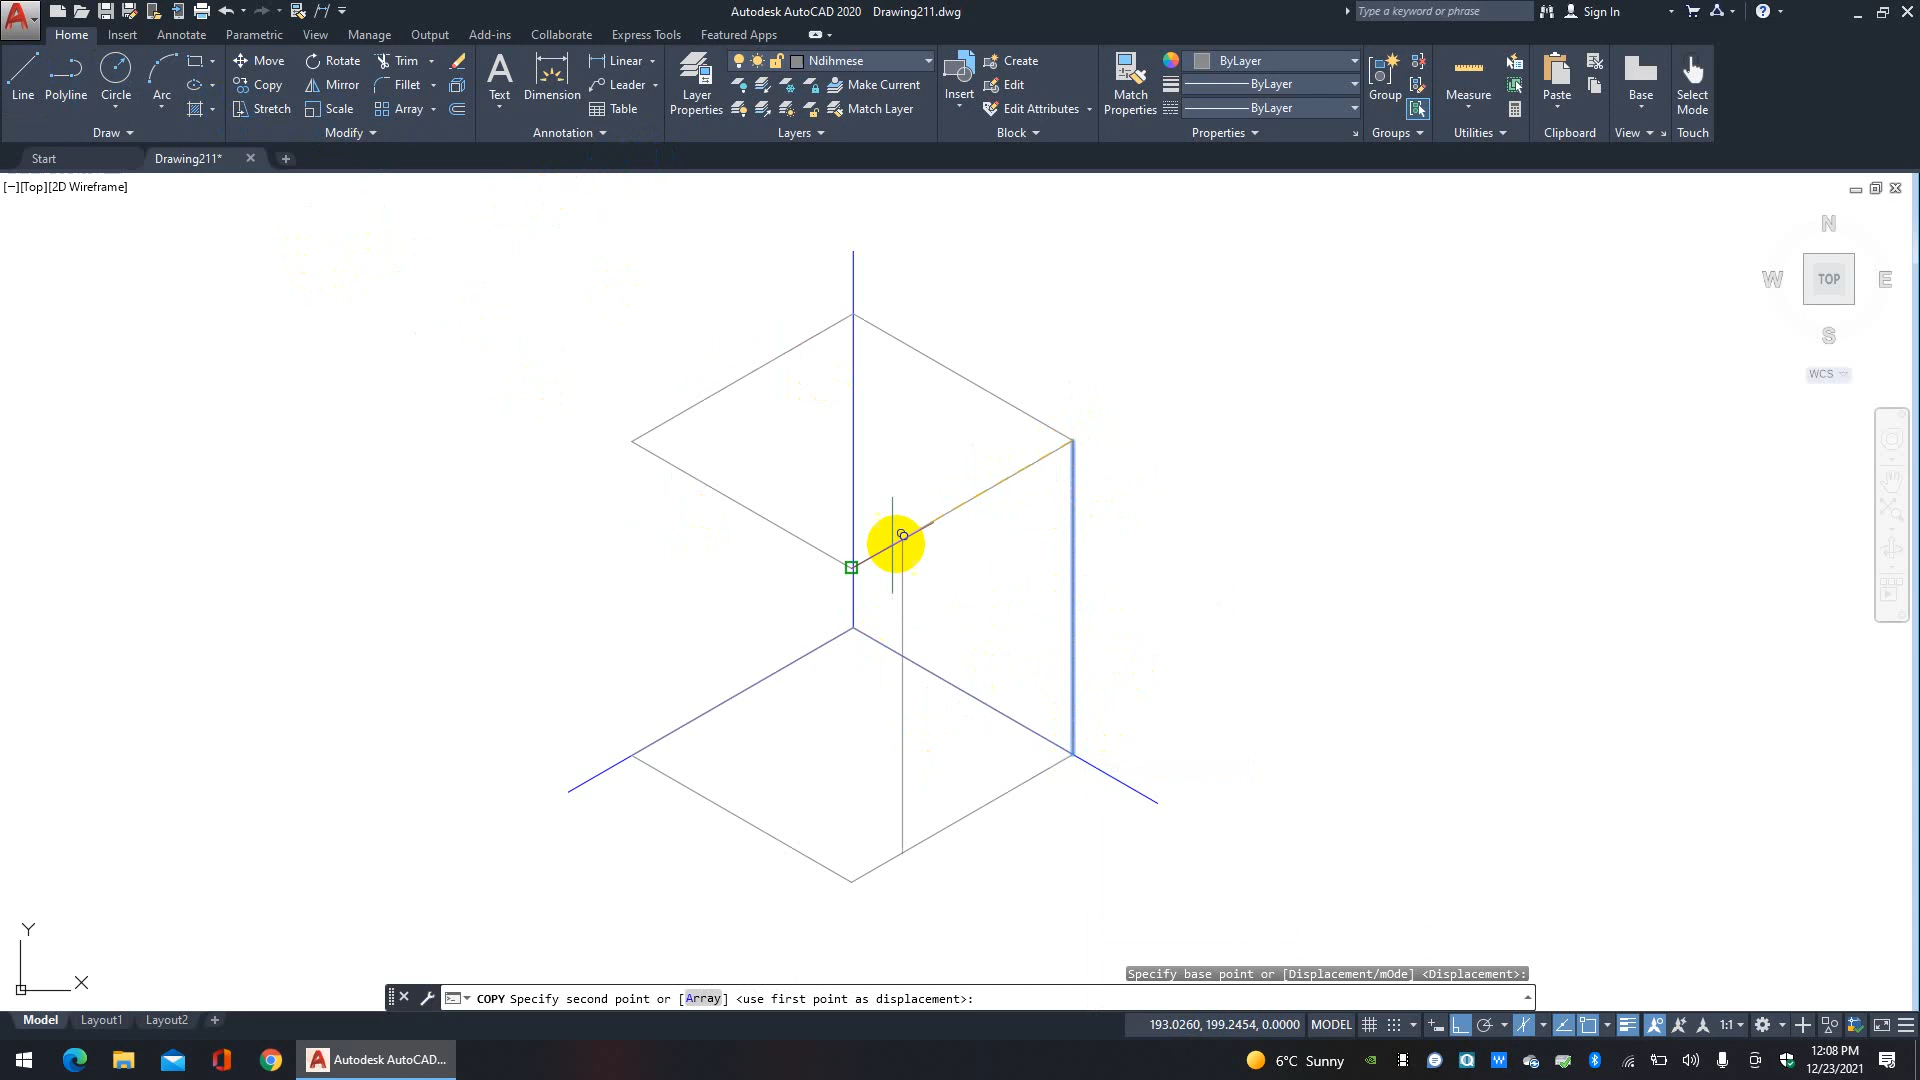 Autodesk AutoCAD 2020 Drawing211.dwg
Type a keyword or phrase
Sign In
Home Insert Annotate Parametric View Manage Output Add-ins Collaborate Express Tools Featured Apps
Line Polyline Circle Arc
Move Rotate Trim
Copy Mirror Fillet
Stretch Scale Array
Text Dimension
Linear
Leader
Table
Layer Properties
Ndihmese
Make Current
Match Layer
Insert
Create
Edit
Edit Attributes
Match Properties
ByLayer
ByLayer
ByLayer
Group
Measure
Paste
Base
Select Mode
Draw Modify Annotation Layers Block Properties Groups Utilities Clipboard View Touch
Start Drawing211*
[−][Top][2D Wireframe]
N
W TOP E
S
WCS
Y
X
Specify base point or [Displacement/mOde] <Displacement>:
COPY Specify second point or [Array] <use first point as displacement>:
Model Layout1 Layout2
193.0260, 199.2454, 0.0000 MODEL 1:1
Autodesk AutoCAD...
6°C Sunny
12:08 PM
12/23/2021